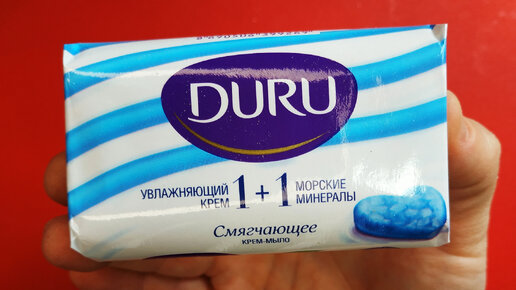 DURU
УВЛАЖНЯЮЩИЙ
КРЕМ
1+1
МОРСКИЕ
МИНЕРАЛЫ
Смягчающее
КРЕМ-МЫЛО